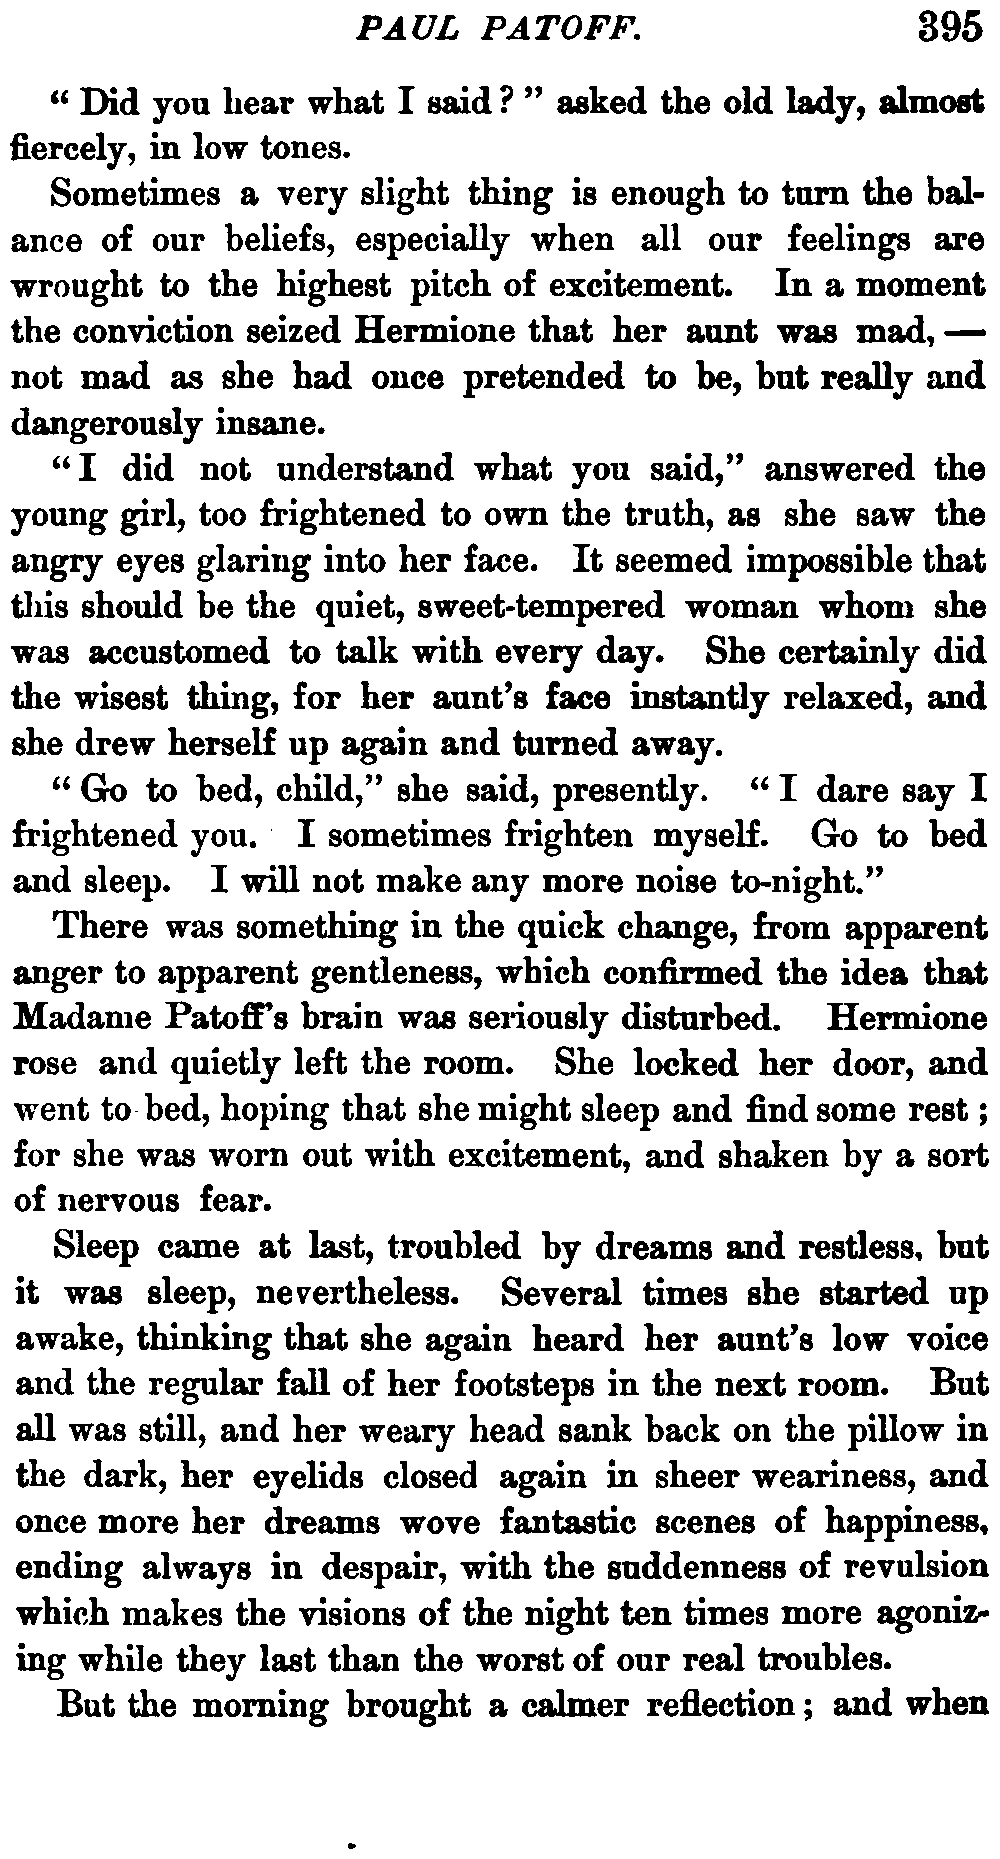 PAUL PATOFF. 395
"Did you hear what I said?" asked the old lady, almost
fiercely, in low tones.
Sometimes a very slight thing is enough to turn the bal-
ance of our beliefs, especially when all our feelings are
wrought to the highest pitch of excitement. In a moment
the conviction seized Hermione that her aunt was mad, —
not mad as she had once pretended to be, but really and
dangerously insane.
"I did not understand what you said," answered the
young girl, too frightened to own the truth, as she saw the
angry eyes glaring into her face. It seemed impossible that
this should be the quiet, sweet-tempered woman whom she
was accustomed to talk with every day. She certainly did
the wisest thing, for her aunt's face instantly relaxed, and
she drew herself up again and turned away.
"Go to bed, child," she said, presently. "I dare say I
frightened you. I sometimes frighten myself. Go to bed
and sleep. I will not make any more noise to-night."
There was something in the quick change, from apparent
anger to apparent gentleness, which confirmed the idea that
Madame Patoff's brain was seriously disturbed. Hermione
rose and quietly left the room. She locked her door, and
went to bed, hoping that she might sleep and find some rest;
for she was worn out with excitement, and shaken by a sort
of nervous fear.
Sleep came at last, troubled by dreams and restless, but
it was sleep, nevertheless. Several times she started up
awake, thinking that she again heard her aunt's low voice
and the regular fall of her footsteps in the next room. But
all was still, and her weary head sank back on the pillow in
the dark, her eyelids closed again in sheer weariness, and
once more her dreams wove fantastic scenes of happiness,
ending always in despair, with the suddenness of revulsion
which makes the visions of the night ten times more agoniz-
ing while they last than the worst of our real troubles.
But the morning brought a calmer reflection; and when